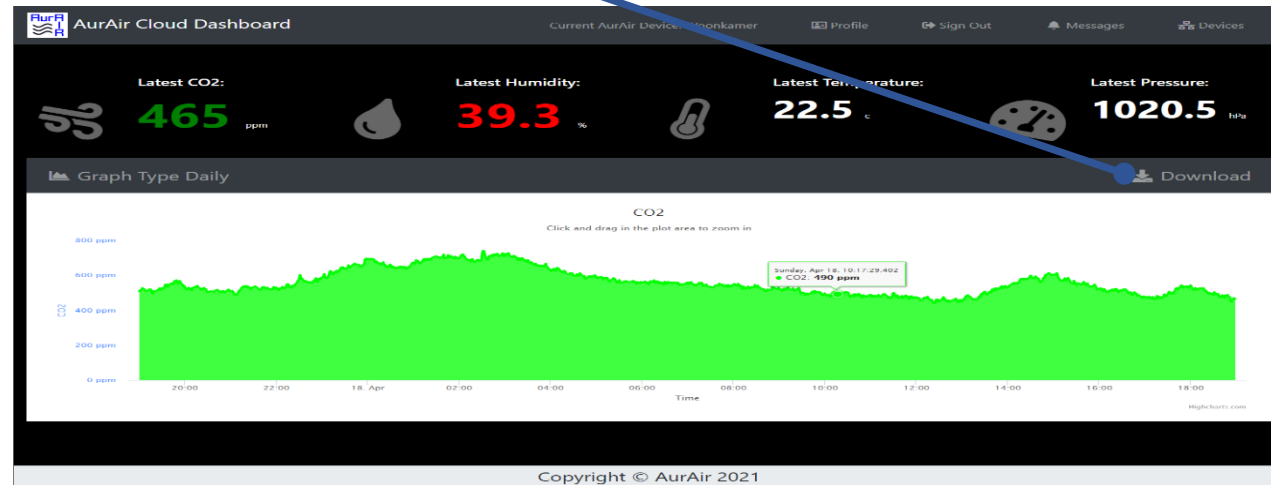 AurAir
AurAir Cloud Dashboard
Current AurAir Device: Woonkamer
Profile
Sign Out
Messages
Devices
Latest CO2:
465 ppm
Latest Humidity:
39.3 %
Latest Temperature:
22.5 c
Latest Pressure:
1020.5 hPa
Graph Type Daily
Download
CO2
Click and drag in the plot area to zoom in
800 ppm
600 ppm
400 ppm
200 ppm
0 ppm
CO2
Sunday, Apr 18, 10:17:29.402
CO2: 490 ppm
20:00 22:00 18. Apr 02:00 04:00 06:00 08:00 10:00 12:00 14:00 16:00 18:00
Time
Highcharts.com
Copyright © AurAir 2021